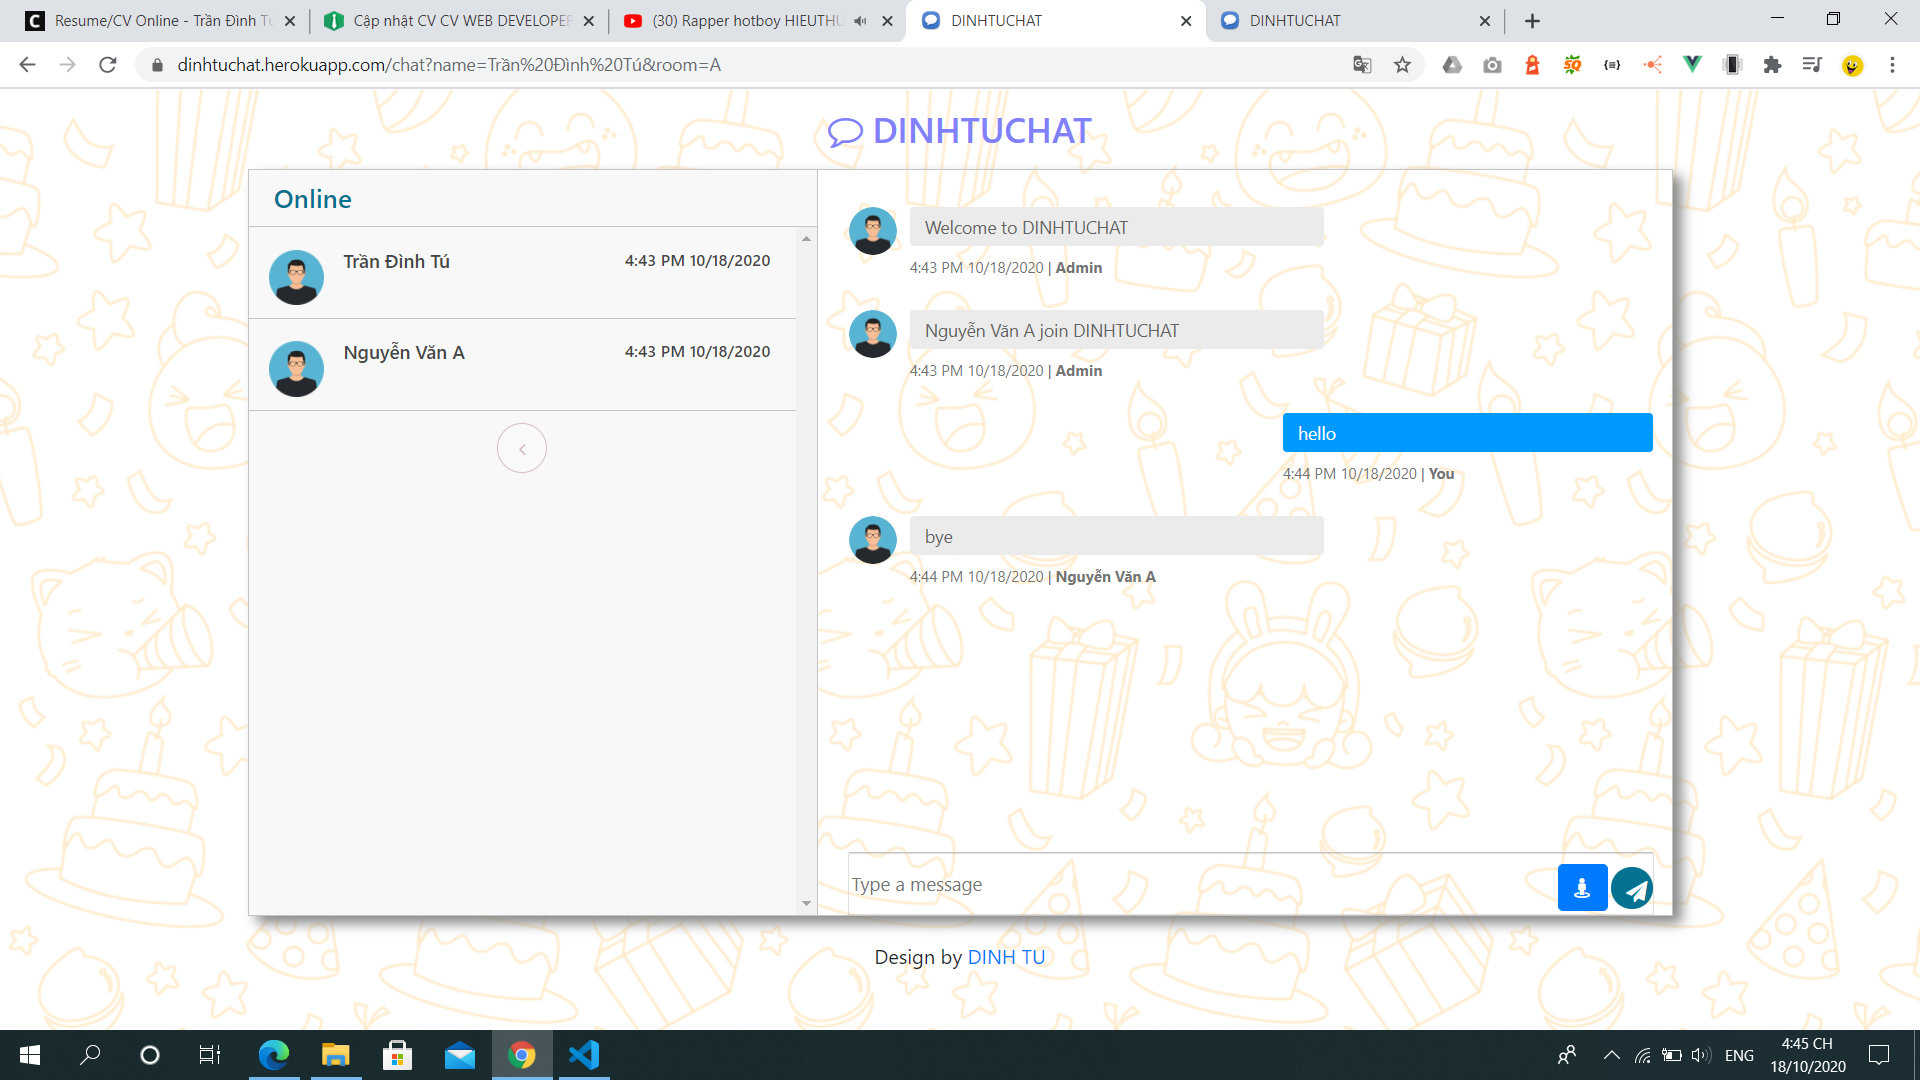 Resume/CV Online - Trần Đình Tú
Cập nhật CV CV WEB DEVELOPER
(30) Rapper hotboy HIEUTHU
DINHTUCHAT
DINHTUCHAT
dinhtuchat.herokuapp.com/chat?name=Trần%20Đình%20Tú&room=A
DINHTUCHAT
Online
Trần Đình Tú
4:43 PM 10/18/2020
Nguyễn Văn A
4:43 PM 10/18/2020
Welcome to DINHTUCHAT
4:43 PM 10/18/2020 | Admin
Nguyễn Văn A join DINHTUCHAT
4:43 PM 10/18/2020 | Admin
hello
4:44 PM 10/18/2020 | You
bye
4:44 PM 10/18/2020 | Nguyễn Văn A
Type a message
Design by DINH TU
ENG
4:45 CH
18/10/2020